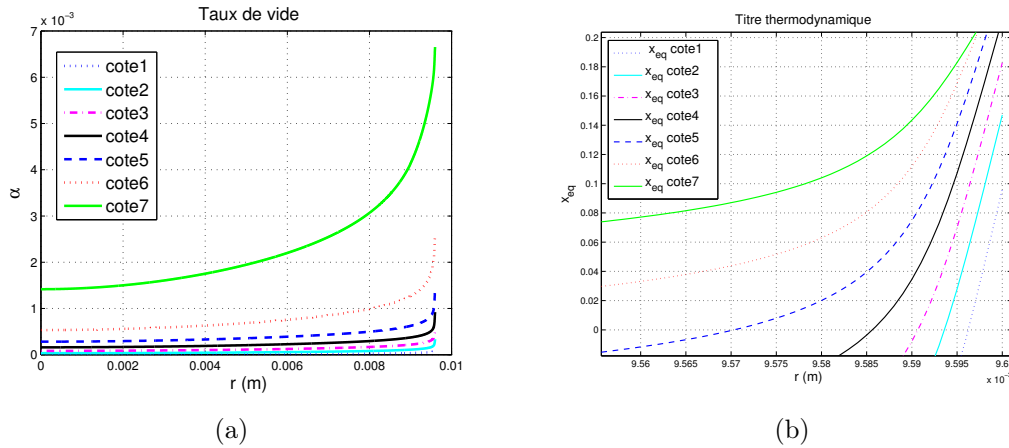 Taux de vide
x 10⁻³
7
6
5
4
3
2
1
0
α
cote1
cote2
cote3
cote4
cote5
cote6
cote7
0 0.002 0.004 0.006 0.008 0.01
r (m)
(a)
Titre thermodynamique
0.2
0.18
0.16
0.14
0.12
0.1
0.08
0.06
0.04
0.02
0
x_eq
x_eq cote1
x_eq cote2
x_eq cote3
x_eq cote4
x_eq cote5
x_eq cote6
x_eq cote7
9.56 9.565 9.57 9.575 9.58 9.585 9.59 9.595 9.6
r (m)
(b)